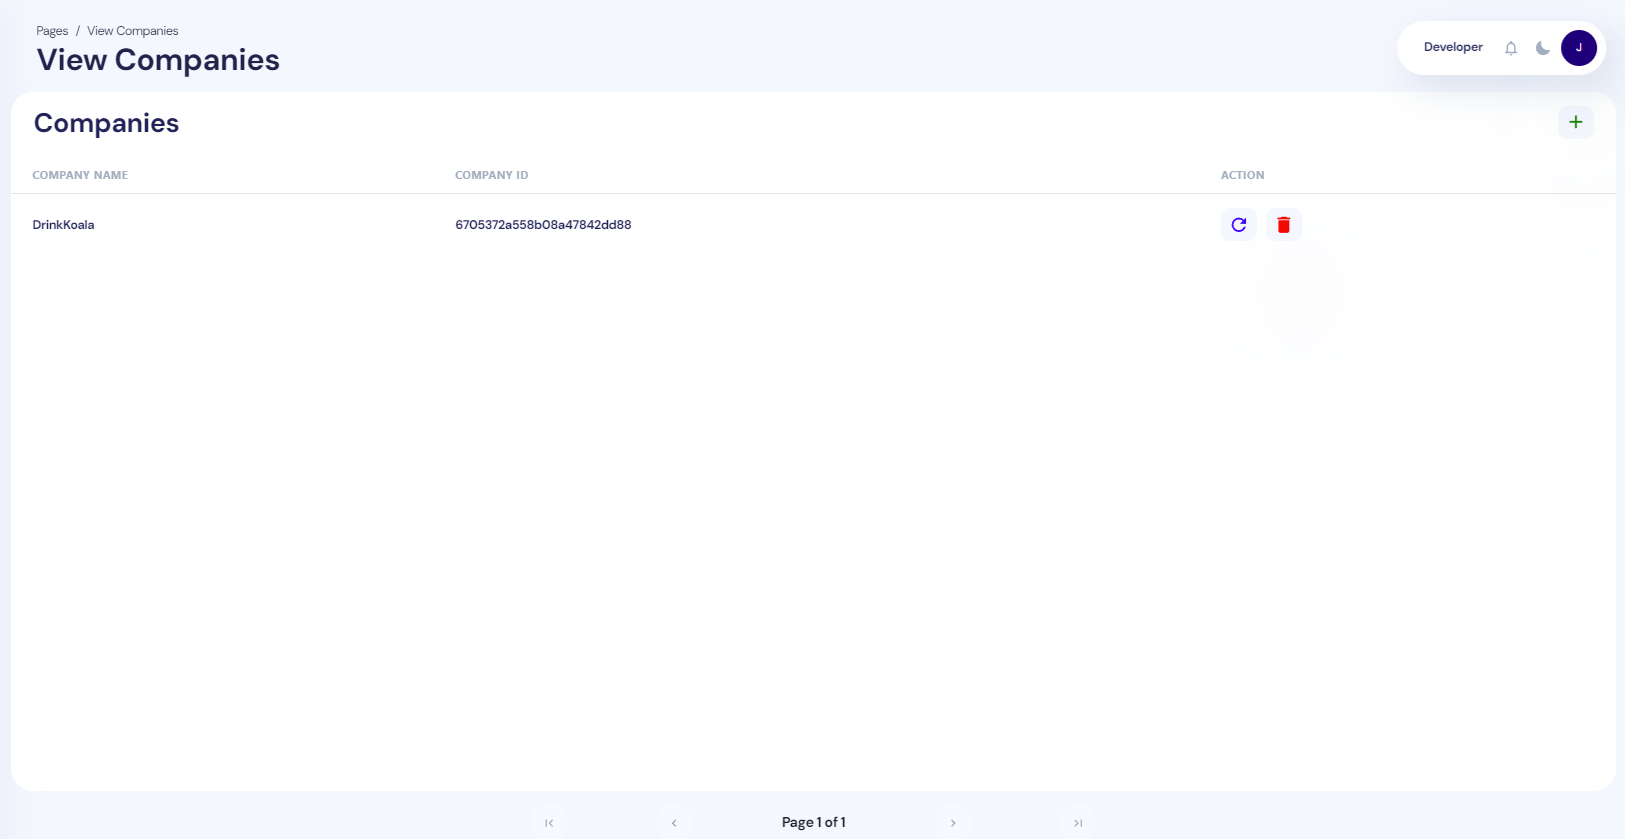 Pages / View Companies
View Companies
Developer
J
Companies
COMPANY NAME
COMPANY ID
ACTION
DrinkKoala
6705372a558b08a47842dd88
Page 1 of 1